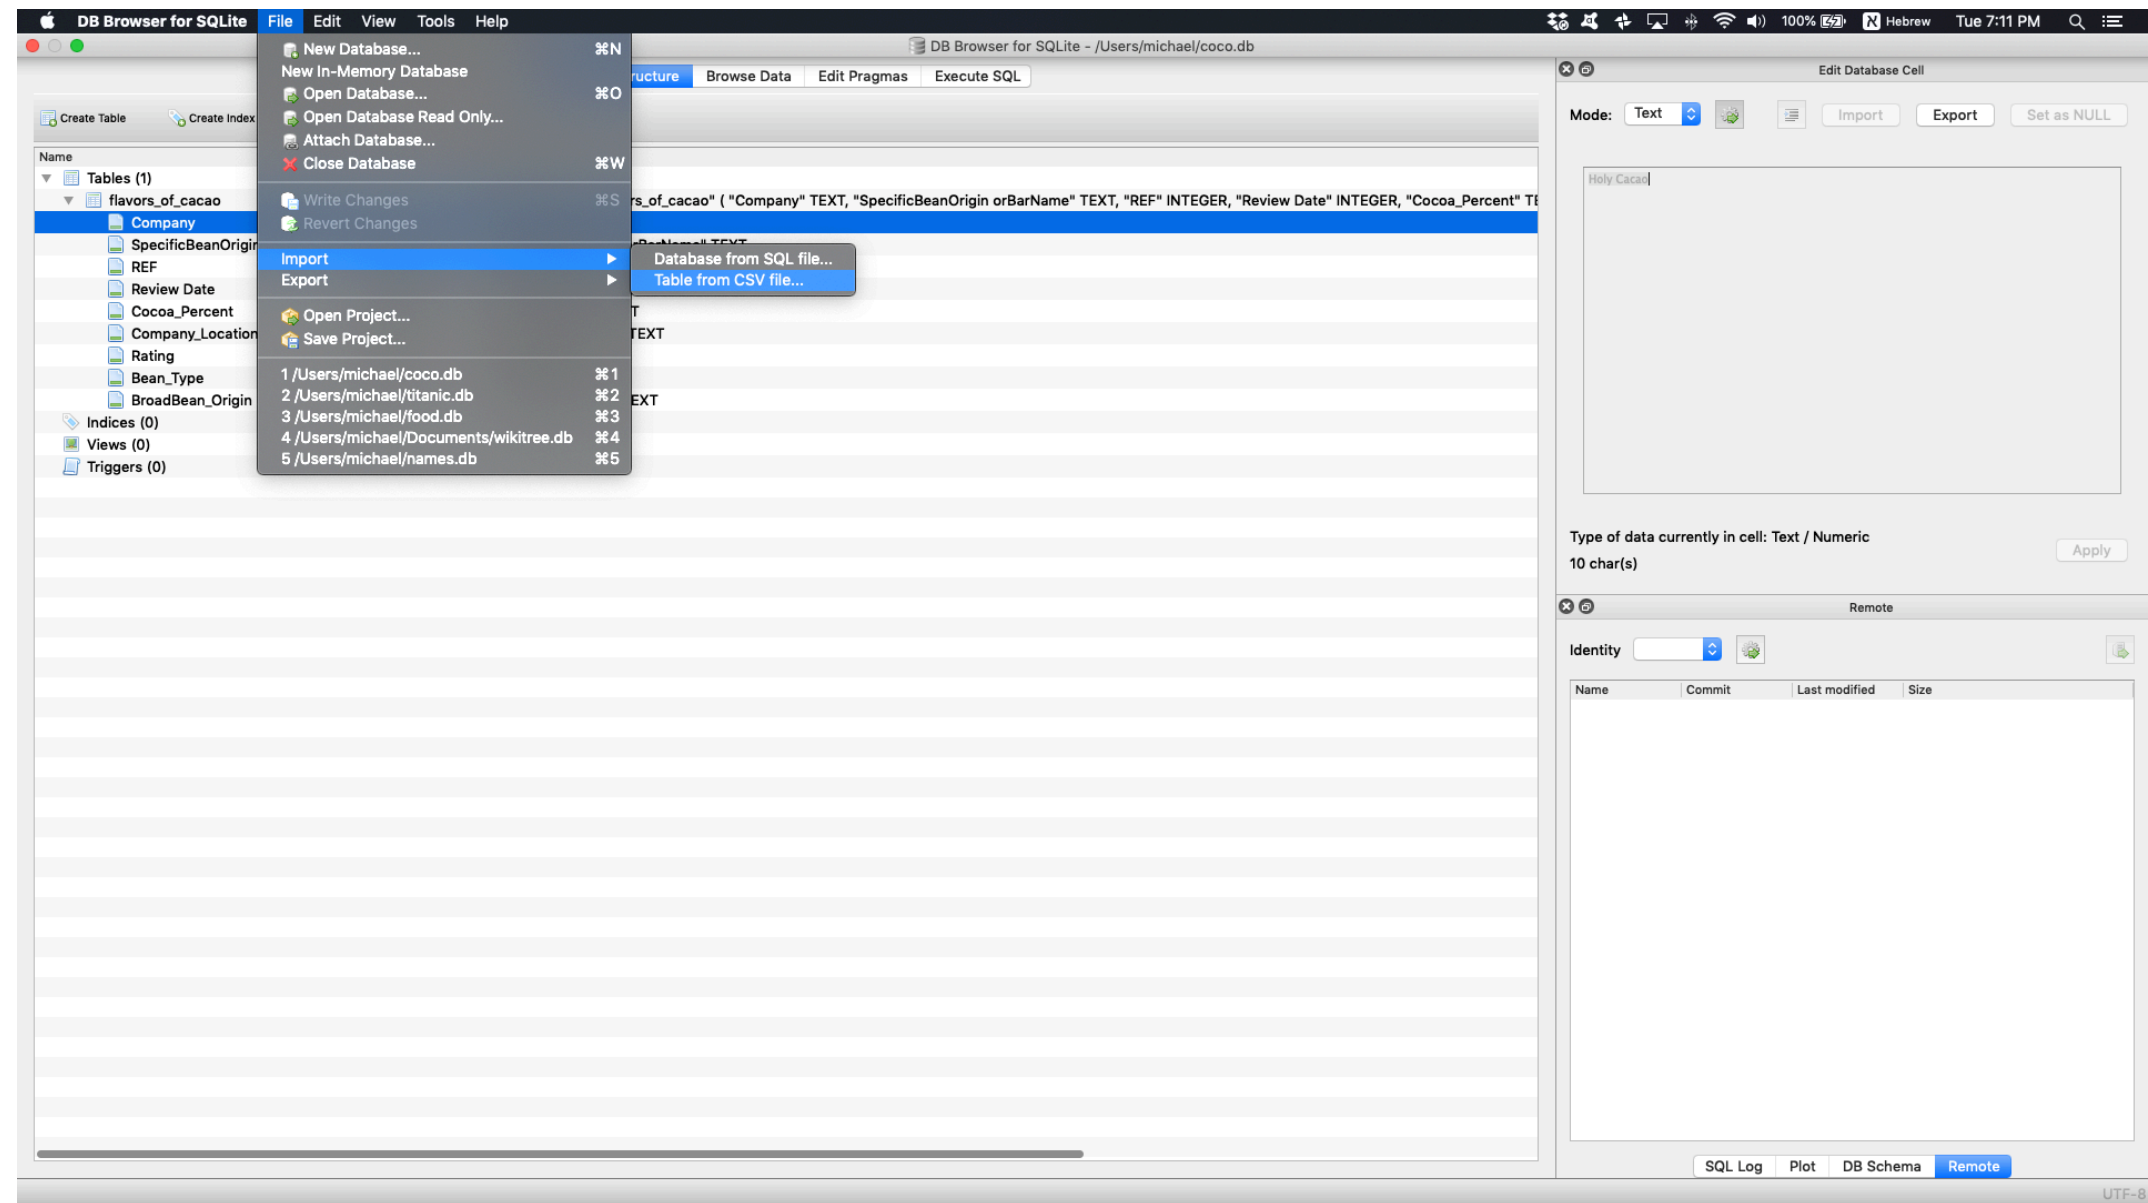 DB Browser for SQLite File Edit View Tools Help 100% Hebrew Tue 7:11 PM
DB Browser for SQLite - /Users/michael/coco.db
New Database... ⌘N
New In-Memory Database
Open Database... ⌘O
Open Database Read Only...
Attach Database...
Close Database ⌘W
Write Changes ⌘S
Revert Changes
Import
Export
Open Project...
Save Project...
1 /Users/michael/coco.db ⌘1
2 /Users/michael/titanic.db ⌘2
3 /Users/michael/food.db ⌘3
4 /Users/michael/Documents/wikitree.db ⌘4
5 /Users/michael/names.db ⌘5
Database from SQL file...
Table from CSV file...
ructure Browse Data Edit Pragmas Execute SQL
Create Table Create Index
Name
Tables (1)
flavors_of_cacao rs_of_cacao" ( "Company" TEXT, "SpecificBeanOrigin orBarName" TEXT, "REF" INTEGER, "Review Date" INTEGER, "Cocoa_Percent" TE
Company
SpecificBeanOrigin
REF
Review Date
Cocoa_Percent T
Company_Location TEXT
Rating
Bean_Type
BroadBean_Origin EXT
Indices (0)
Views (0)
Triggers (0)
Edit Database Cell
Mode: Text Import Export Set as NULL
Holy Cacao
Type of data currently in cell: Text / Numeric
10 char(s)
Apply
Remote
Identity
Name Commit Last modified Size
SQL Log Plot DB Schema Remote
UTF-8